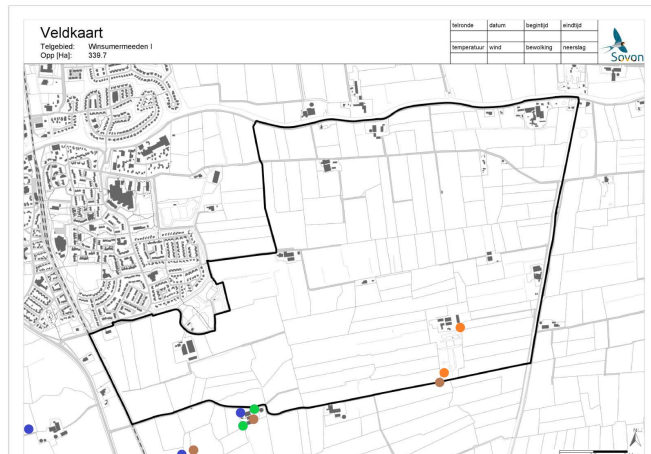 Veldkaart
Telgebied: Winsumermeeden I
Opp [Ha]: 339.7
telronde datum begintijd eindtijd
temperatuur wind bewolking neerslag
Sovon
N